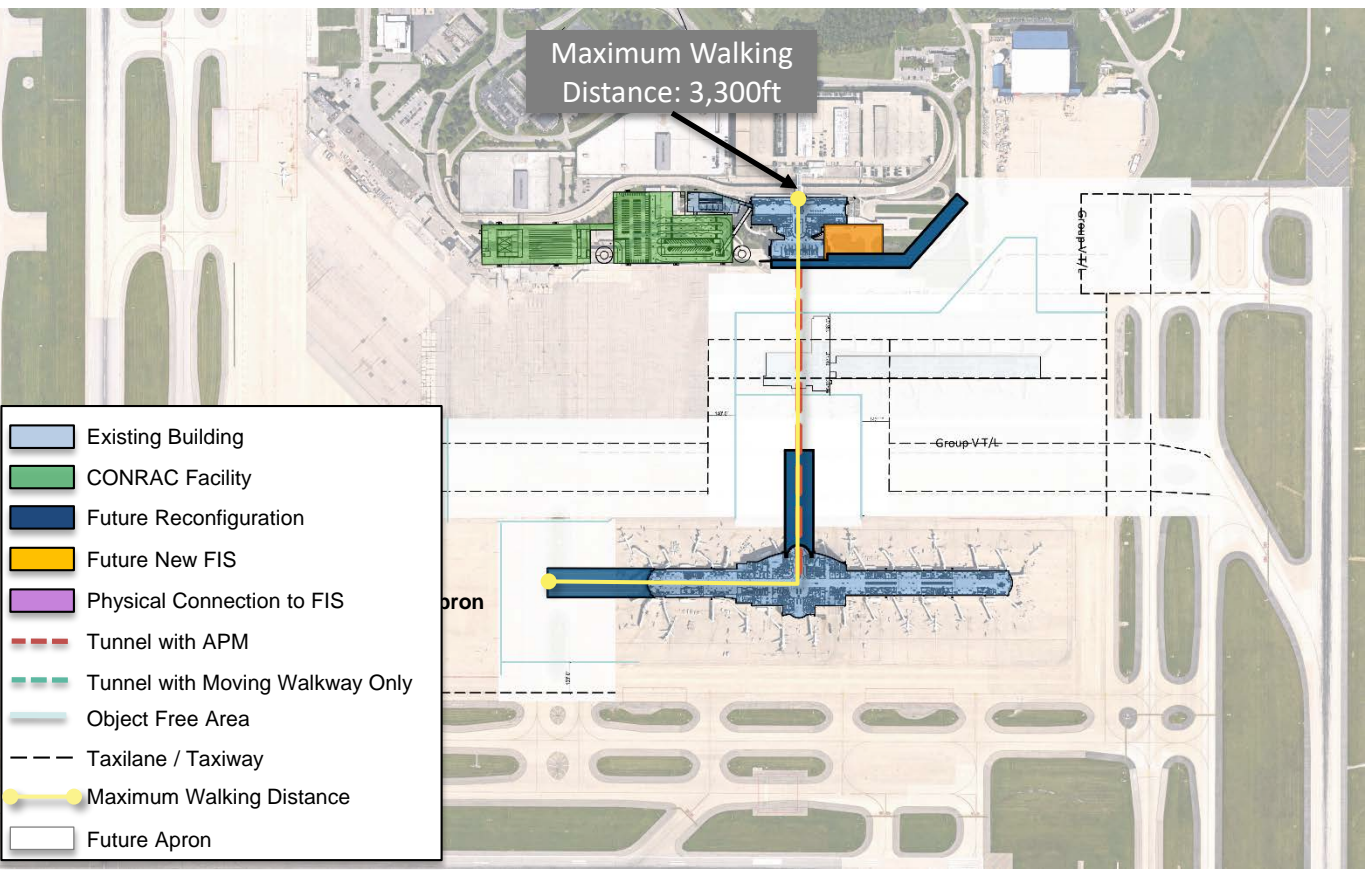 Maximum Walking
Distance: 3,300ft
Group V T/L
Group V T/L
Existing Building
CONRAC Facility
Future Reconfiguration
Future New FIS
Physical Connection to FIS
pron
Tunnel with APM
Tunnel with Moving Walkway Only
Object Free Area
Taxilane / Taxiway
Maximum Walking Distance
Future Apron